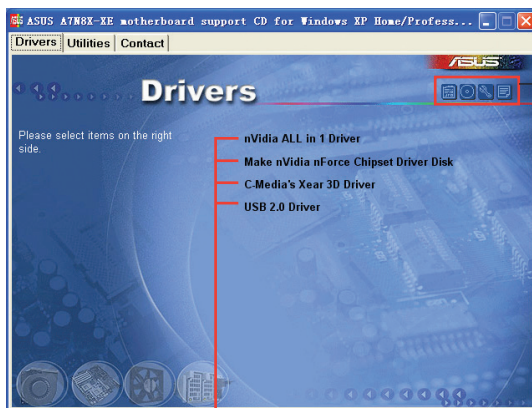 ASUS A7N8X-XE motherboard support CD for Windows XP Home/Profess...
Drivers Utilities Contact
ASUS
Drivers
Please select items on the right
side.
nVidia ALL in 1 Driver
Make nVidia nForce Chipset Driver Disk
C-Media's Xear 3D Driver
USB 2.0 Driver